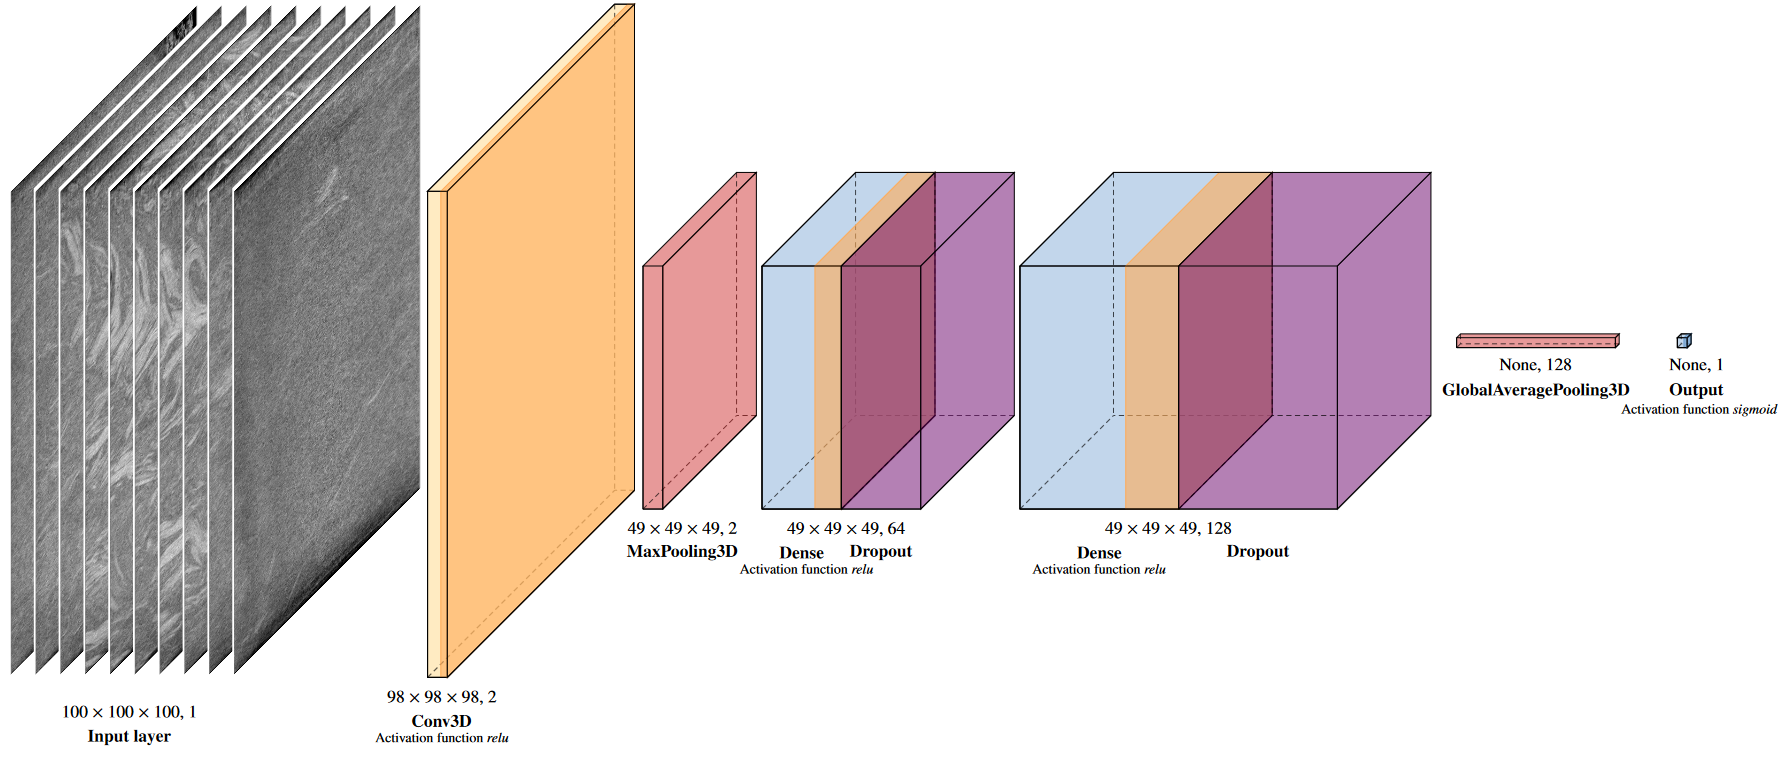 100 × 100 × 100, 1
Input layer
98 × 98 × 98, 2
Conv3D
Activation function relu
49 × 49 × 49, 2
MaxPooling3D
49 × 49 × 49, 64
Dense Dropout
Activation function relu
49 × 49 × 49, 128
Dense Dropout
Activation function relu
None, 128
GlobalAveragePooling3D
None, 1
Output
Activation function sigmoid